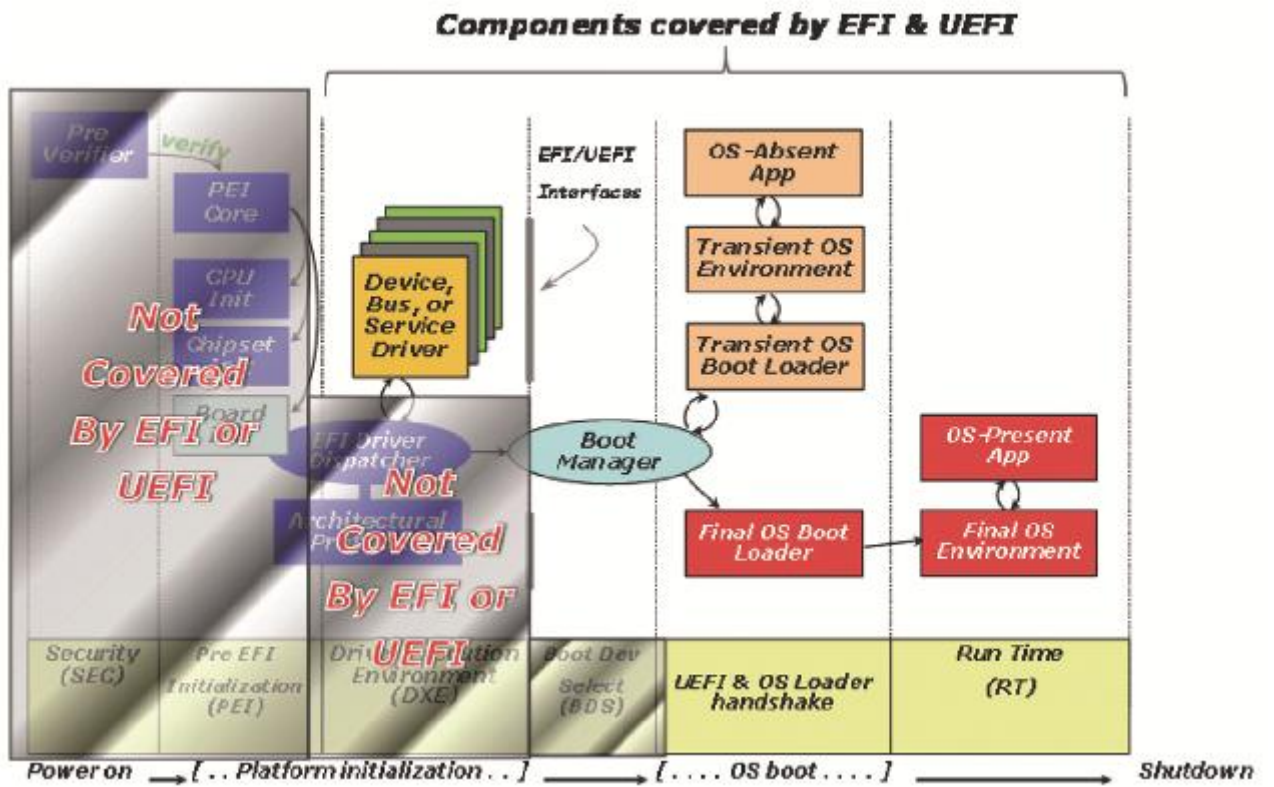 Components covered by EFI & UEFI
Pre
Verifier
verify
PEI
Core
CPU
Init
Chipset
Board
Not
Covered
By EFI or
UEFI
EFI/UEFI
Interfaces
Device,
Bus, or
Service
Driver
EFI Driver
Dispatcher
Architectural
Not
Covered
By EFI or
UEFI
Boot
Manager
OS-Absent
App
Transient OS
Environment
Transient OS
Boot Loader
Final OS Boot
Loader
OS-Present
App
Final OS
Environment
Security
(SEC)
Pre EFI
Initialization
(PEI)
Environment
(DXE)
Boot Dev
Select
(BDS)
UEFI & OS Loader
handshake
Run Time
(RT)
Power on
[ . . Platform initialization . . ]
[ . . . . OS boot . . . . ]
Shutdown